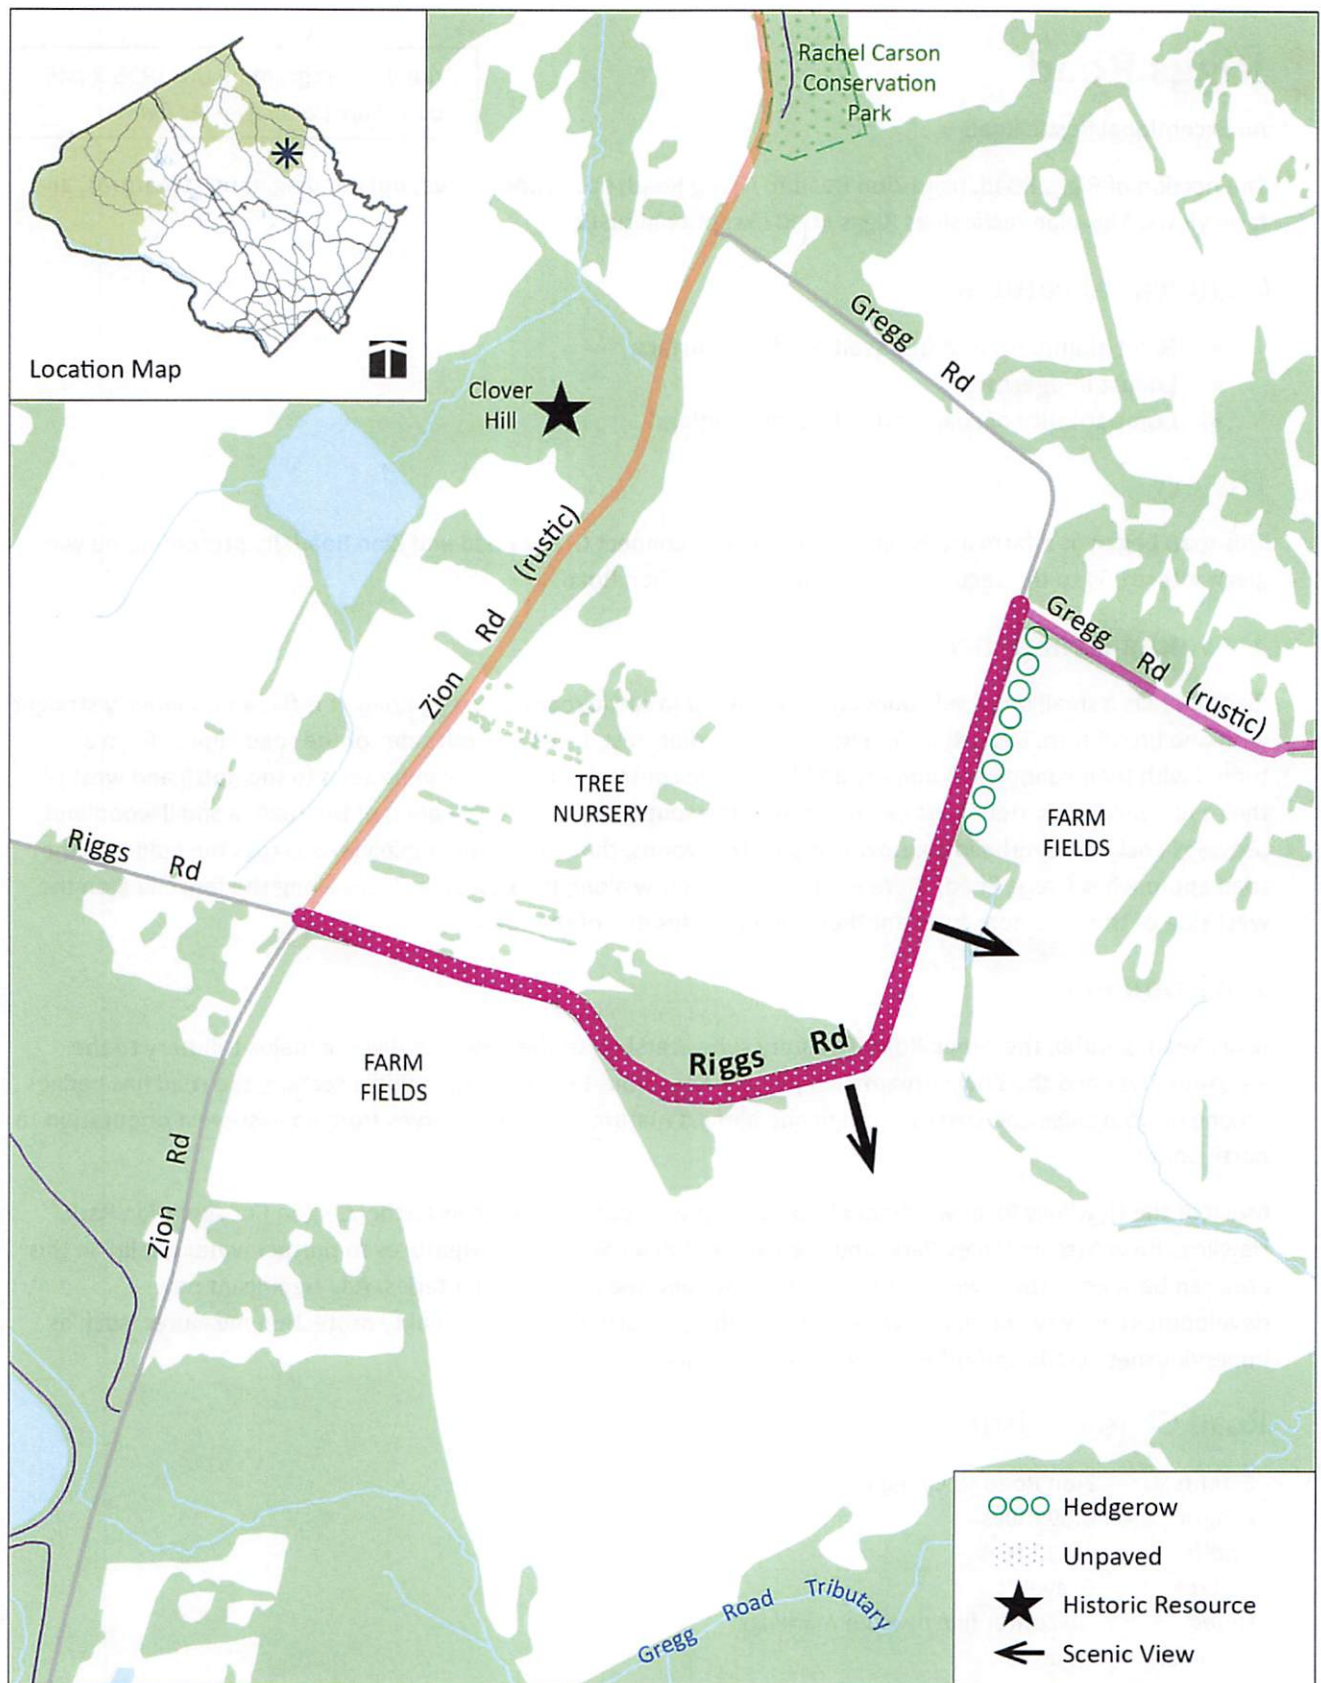 Rachel Carson
Conservation
Park
Location Map
Gregg Rd
Clover
Hill
Zion Rd (rustic)
Gregg Rd (rustic)
TREE
NURSERY
FARM
FIELDS
Riggs Rd
Riggs Rd
FARM
FIELDS
Zion Rd
Hedgerow
Unpaved
Historic Resource
Scenic View
Gregg Road Tributary